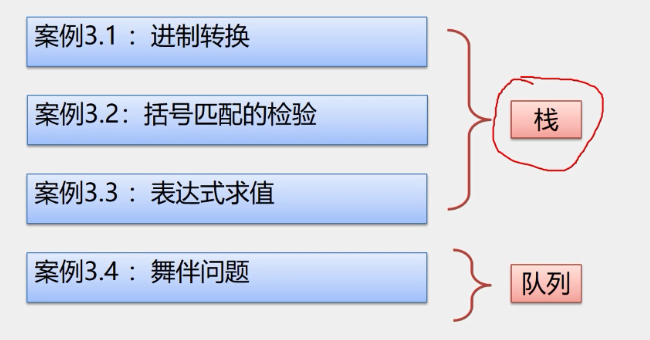 案例3.1 ：进制转换
案例3.2：括号匹配的检验
案例3.3 ：表达式求值
栈
案例3.4 ：舞伴问题
队列